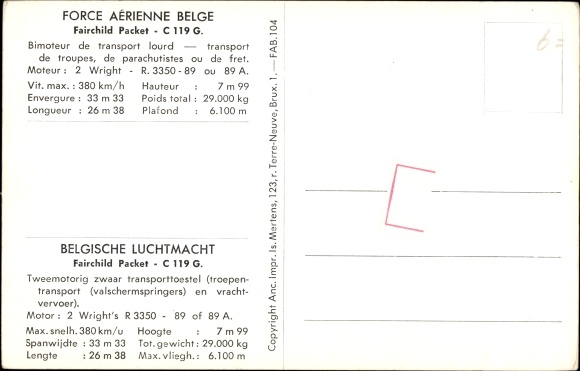 FORCE AÉRIENNE BELGE
Fairchild Packet - C 119 G.
Bimoteur de transport lourd — transport
de troupes, de parachutistes ou de fret.
Moteur : 2 Wright - R. 3350 - 89 ou 89 A.
Vit. max. : 380 km/h Hauteur : 7 m 99
Envergure : 33 m 33 Poids total : 29.000 kg
Longueur : 26 m 38 Plafond : 6.100 m
BELGISCHE LUCHTMACHT
Fairchild Packet - C 119 G.
Tweemotorig zwaar transporttoestel (troepen-
transport (valschermspringers) en vracht-
vervoer).
Motor : 2 Wright's R 3350 - 89 of 89 A.
Max. snelh. 380 km/u Hoogte : 7 m 99
Spanwijdte : 33 m 33 Tot. gewicht : 29.000 kg
Lengte : 26 m 38 Max. vliegh. : 6.100 m
Copyright Anc. Impr. Is. Mertens, 123, r. Terre-Neuve, Brux. 1. — FAB. 104
6=